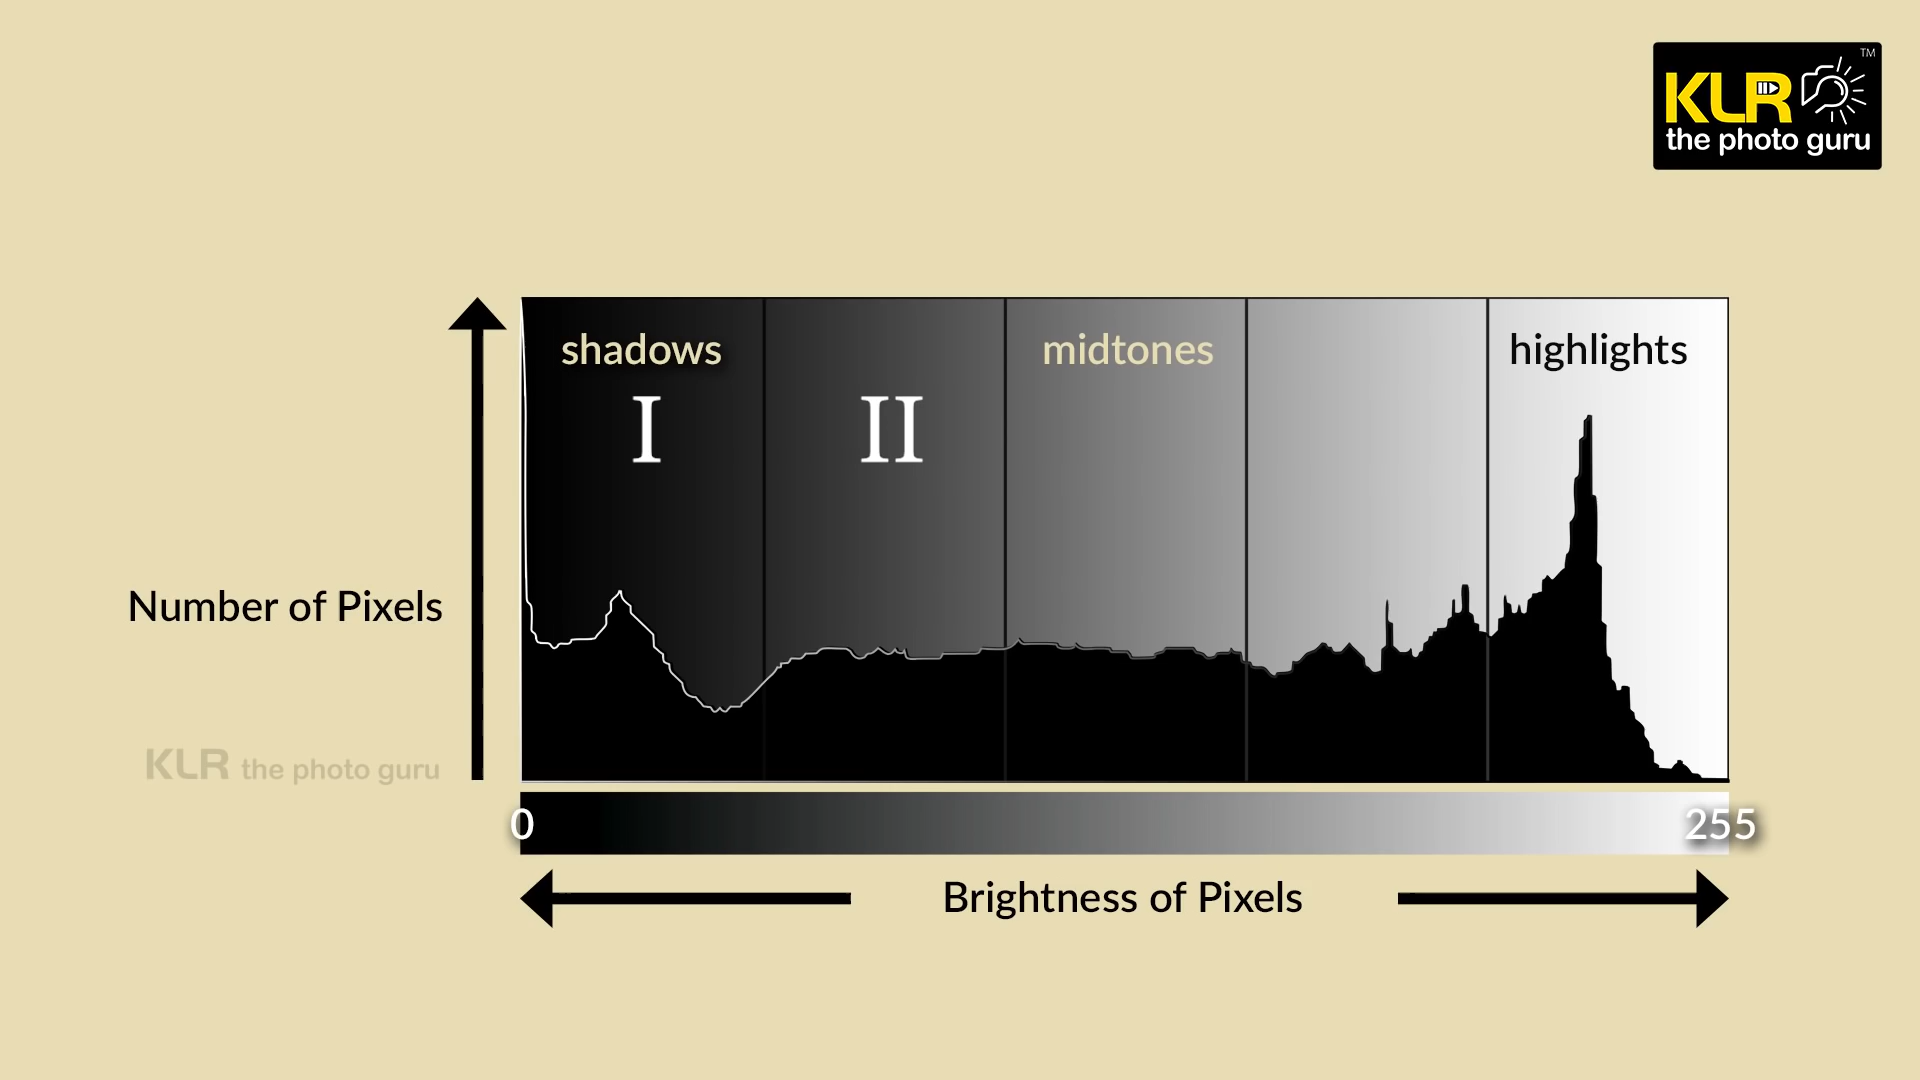 TM
KLR
the photo guru
shadows
midtones
highlights
I
II
Number of Pixels
KLR the photo guru
0
255
Brightness of Pixels